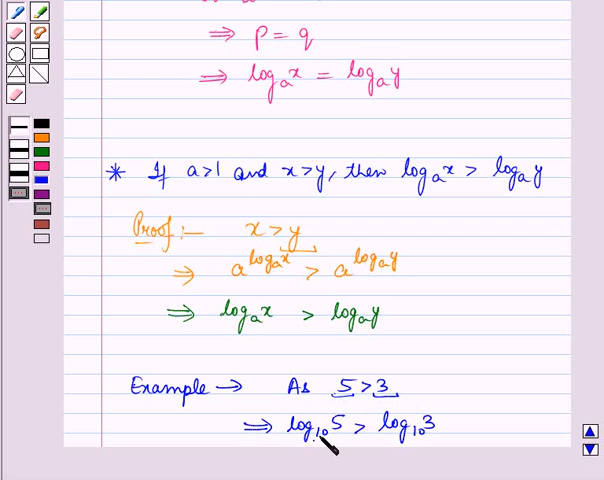 ⇒ p = q
⇒ logₐx = logₐy
* If a>1 and x>y, then logₐx > logₐy
Proof :— x > y
⇒ a^logₐx > a^logₐy
⇒ logₐx > logₐy
Example → As 5 > 3
⇒ log₁₀5 > log₁₀3